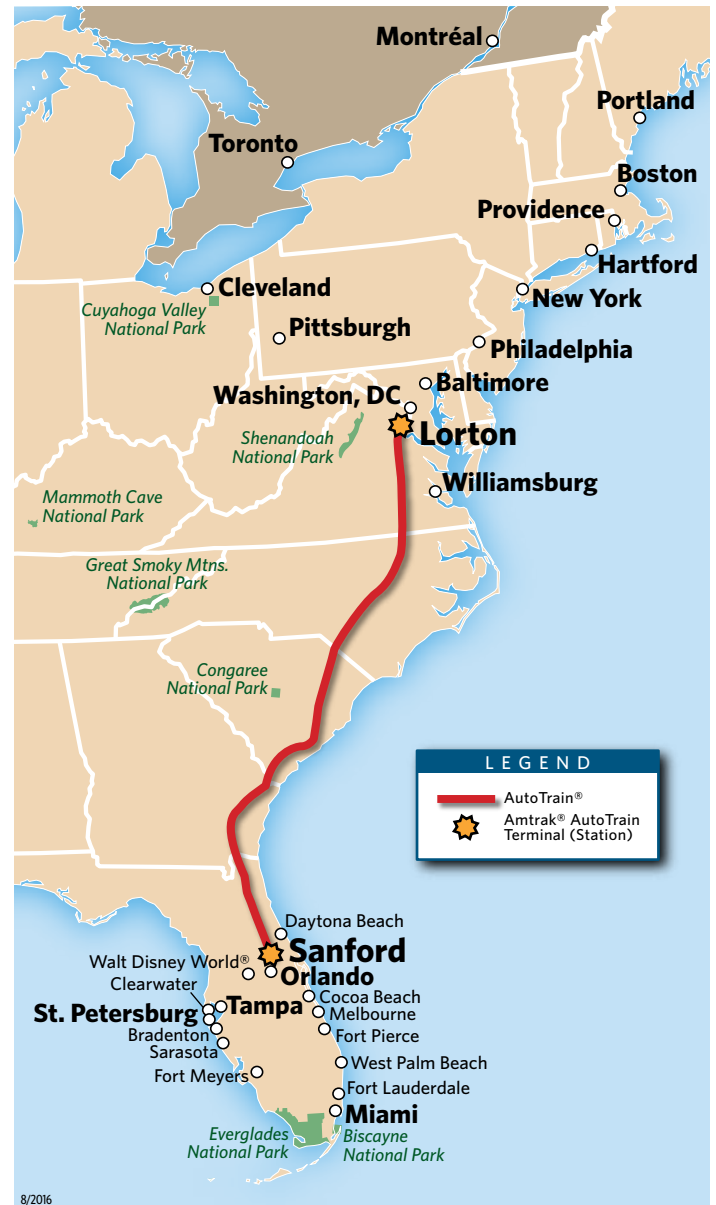 Montréal
Portland
Toronto
Boston
Providence
Hartford
Cleveland
New York
Cuyahoga Valley
National Park
Pittsburgh
Philadelphia
Baltimore
Washington, DC
Lorton
Shenandoah
National Park
Williamsburg
Mammoth Cave
National Park
Great Smoky Mtns.
National Park
Congaree
National Park
LEGEND
AutoTrain®
Amtrak® AutoTrain
Terminal (Station)
Daytona Beach
Sanford
Walt Disney World®
Orlando
Clearwater
Tampa
Cocoa Beach
St. Petersburg
Melbourne
Bradenton
Fort Pierce
Sarasota
West Palm Beach
Fort Meyers
Fort Lauderdale
Miami
Everglades
National Park
Biscayne
National Park
8/2016